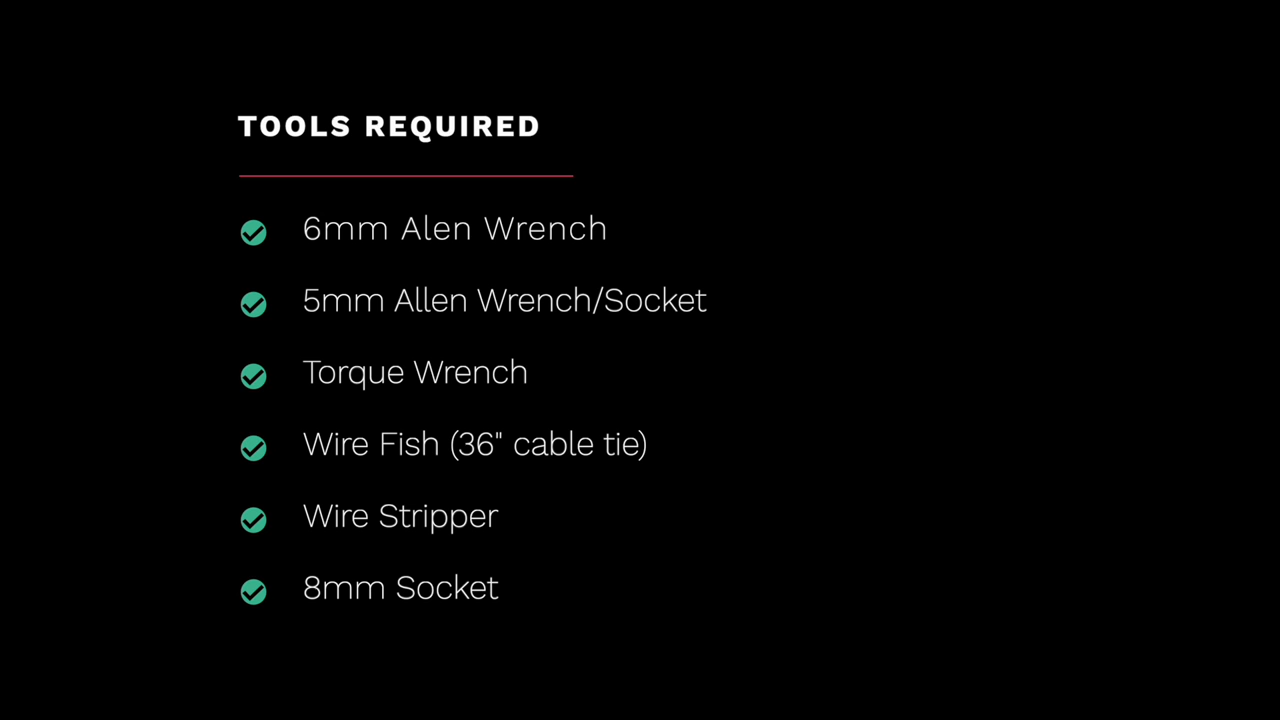 TOOLS REQUIRED
6mm Alen Wrench
5mm Allen Wrench/Socket
Torque Wrench
Wire Fish (36" cable tie)
Wire Stripper
8mm Socket